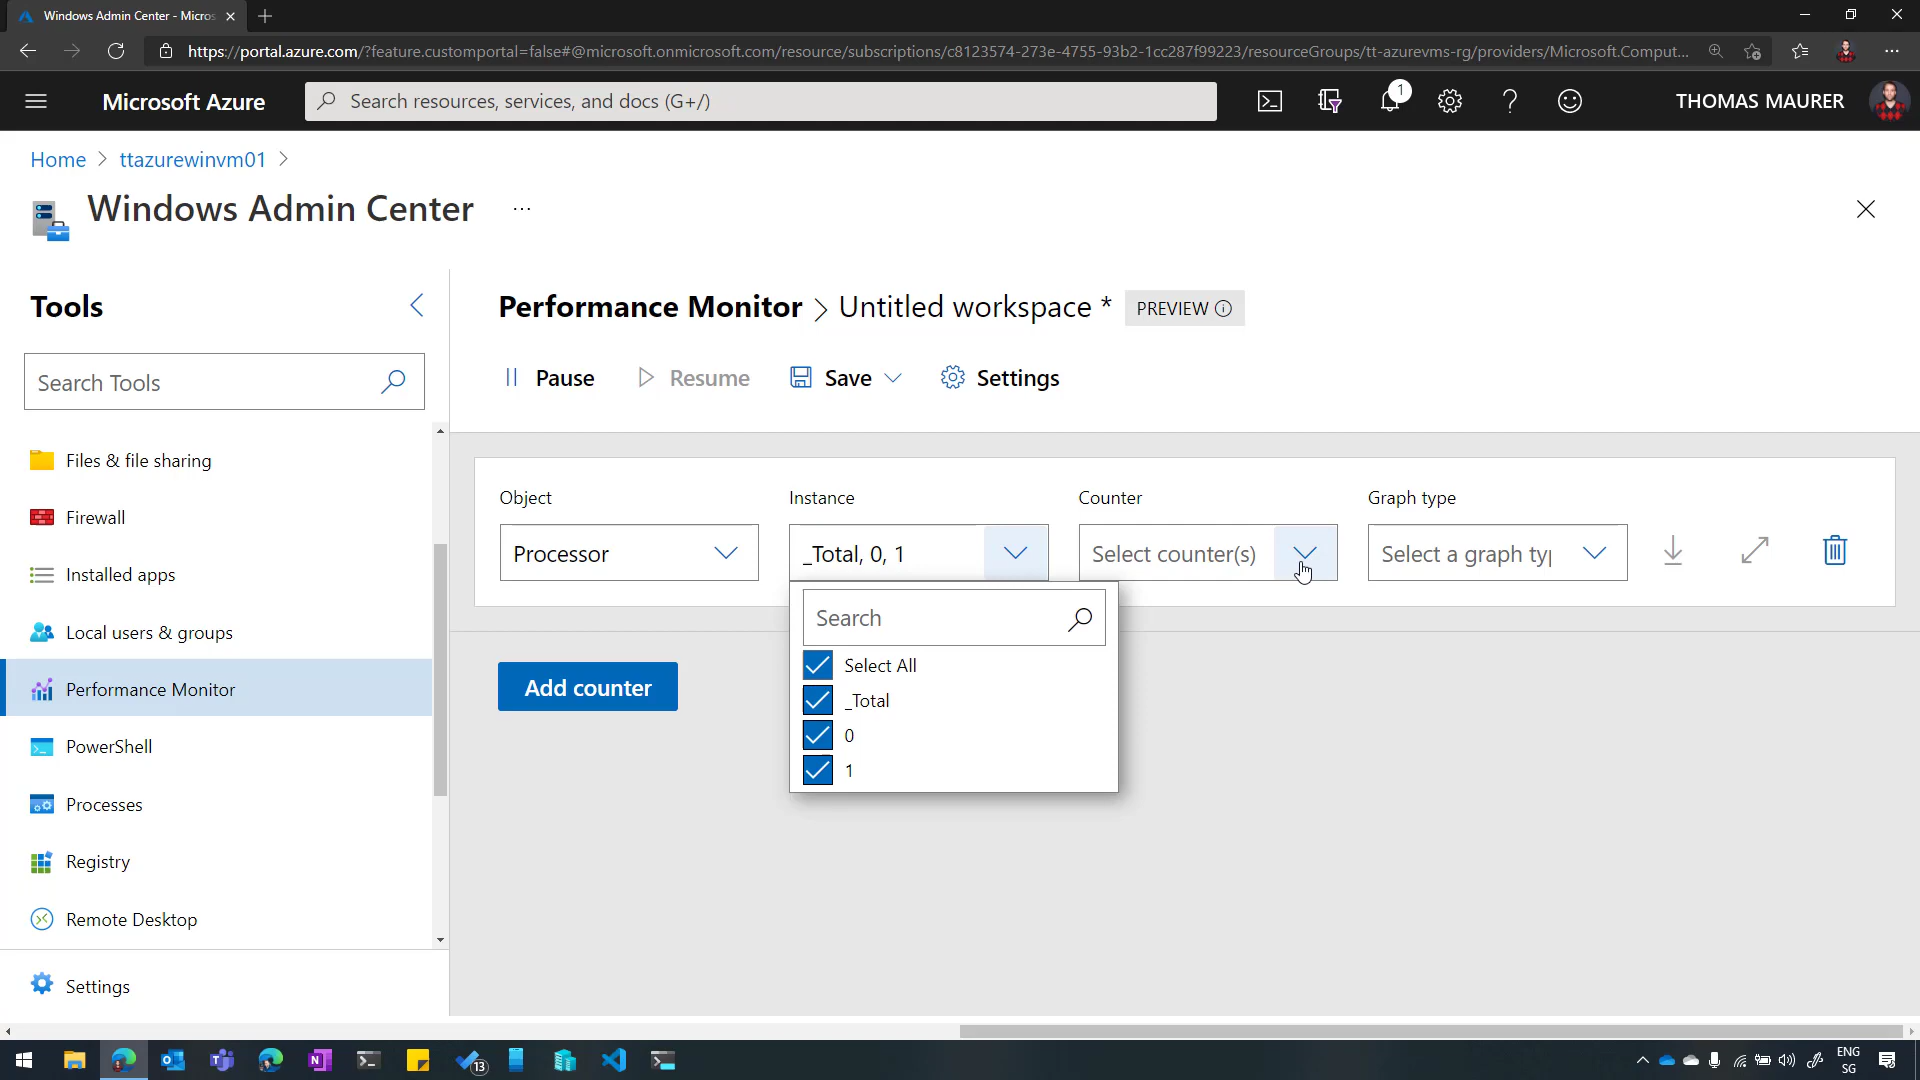 Windows Admin Center - Micros
https://portal.azure.com/?feature.customportal=false#@microsoft.onmicrosoft.com/resource/subscriptions/c8123574-273e-4755-93b2-1cc287f99223/resourceGroups/tt-azurevms-rg/providers/Microsoft.Comput...
Microsoft Azure
Search resources, services, and docs (G+/)
1
THOMAS MAURER
Home > ttazurewinvm01 >
Windows Admin Center ...
Tools
Search Tools
Files & file sharing
Firewall
Installed apps
Local users & groups
Performance Monitor
PowerShell
Processes
Registry
Remote Desktop
Settings
Performance Monitor > Untitled workspace *
PREVIEW
Pause
Resume
Save
Settings
Object
Instance
Counter
Graph type
Processor
_Total, 0, 1
Select counter(s)
Select a graph typ
Search
Select All
_Total
0
1
Add counter
13
ENG
SG